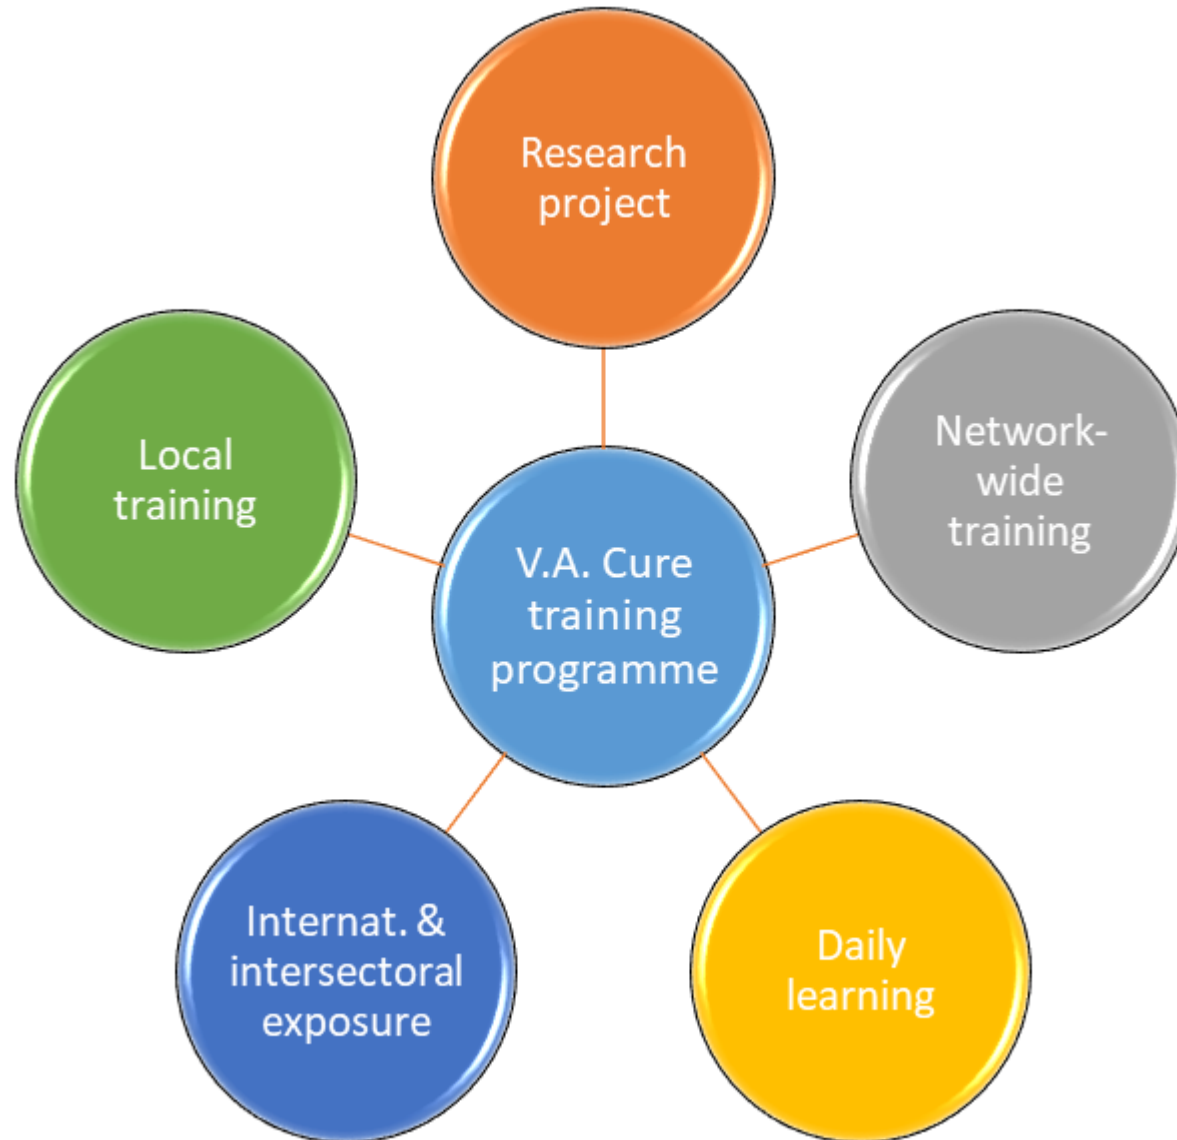 Research
project
Local
training
Network-
wide
training
V.A. Cure
training
programme
Internat. &
intersectoral
exposure
Daily
learning